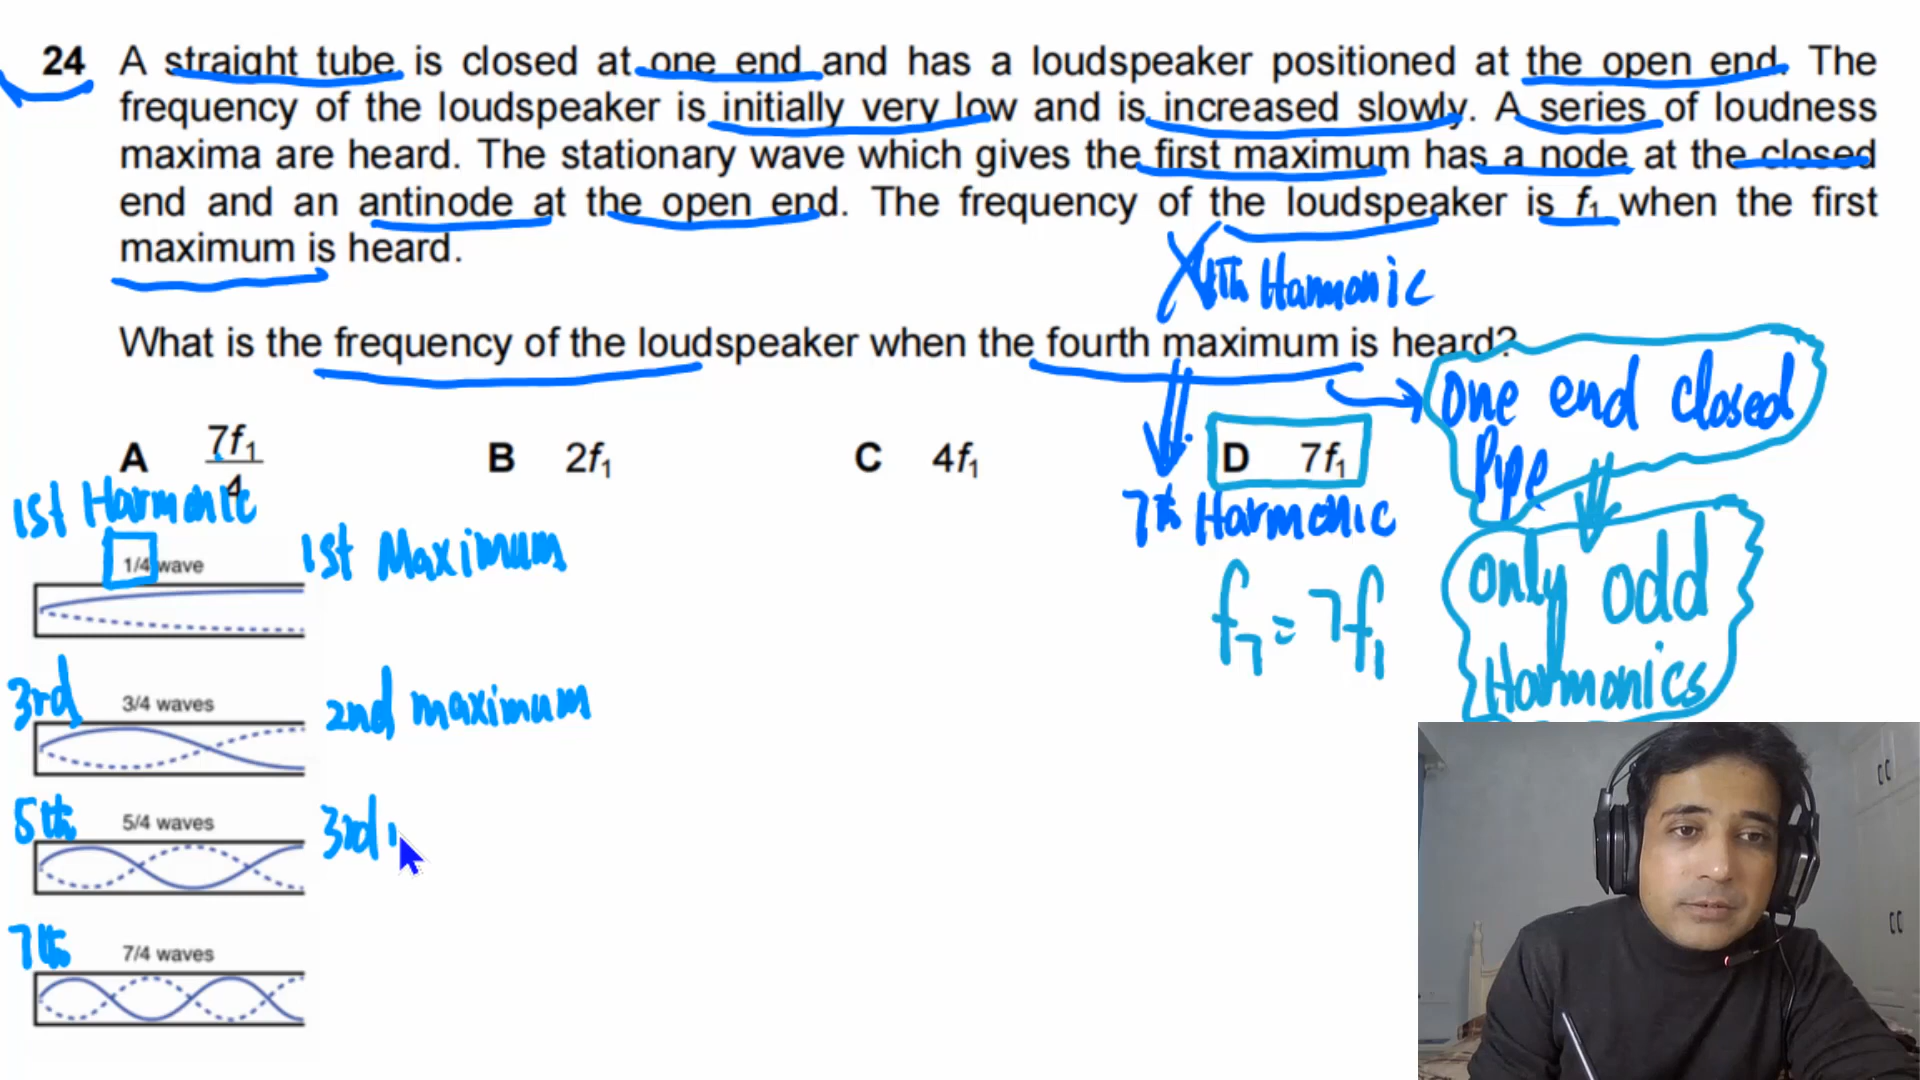 24 A straight tube is closed at one end and has a loudspeaker positioned at the open end. The
frequency of the loudspeaker is initially very low and is increased slowly. A series of loudness
maxima are heard. The stationary wave which gives the first maximum has a node at the closed
end and an antinode at the open end. The frequency of the loudspeaker is f₁ when the first
maximum is heard.
Harmonic
What is the frequency of the loudspeaker when the fourth maximum is heard?
one end closed
Pipe
A 7f₁/4 B 2f₁ C 4f₁ D 7f₁
1st Harmonic
7th Harmonic
1/4 wave
1st Maximum
f₇ = 7f₁
only odd
Harmonics
3rd
3/4 waves
2nd maximum
5th
5/4 waves
3rd
7th
7/4 waves